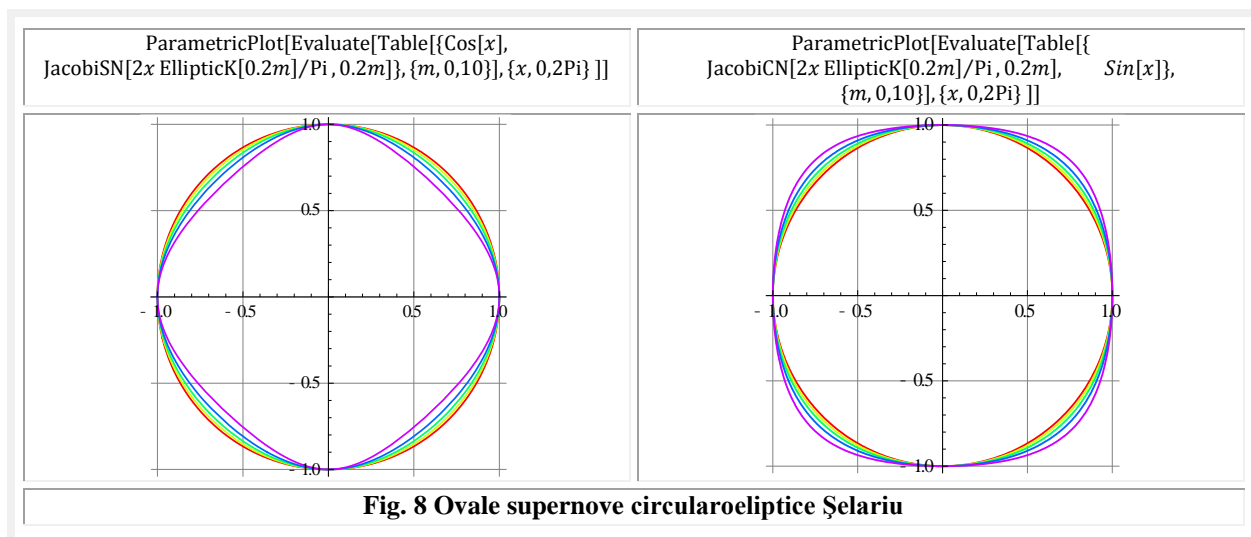 ParametricPlot[Evaluate[Table[{Cos[x],
JacobiSN[2x EllipticK[0.2m]/Pi , 0.2m]}, {m, 0,10}], {x, 0,2Pi} ]]
ParametricPlot[Evaluate[Table[{
JacobiCN[2x EllipticK[0.2m]/Pi , 0.2m], Sin[x]},
{m, 0,10}], {x, 0,2Pi} ]]
1.0
0.5
- 1.0 - 0.5 0.5 1.0
- 0.5
- 1.0
1.0
0.5
- 1.0 - 0.5 0.5 1.0
- 0.5
- 1.0
Fig. 8 Ovale supernove circularoeliptice Şelariu